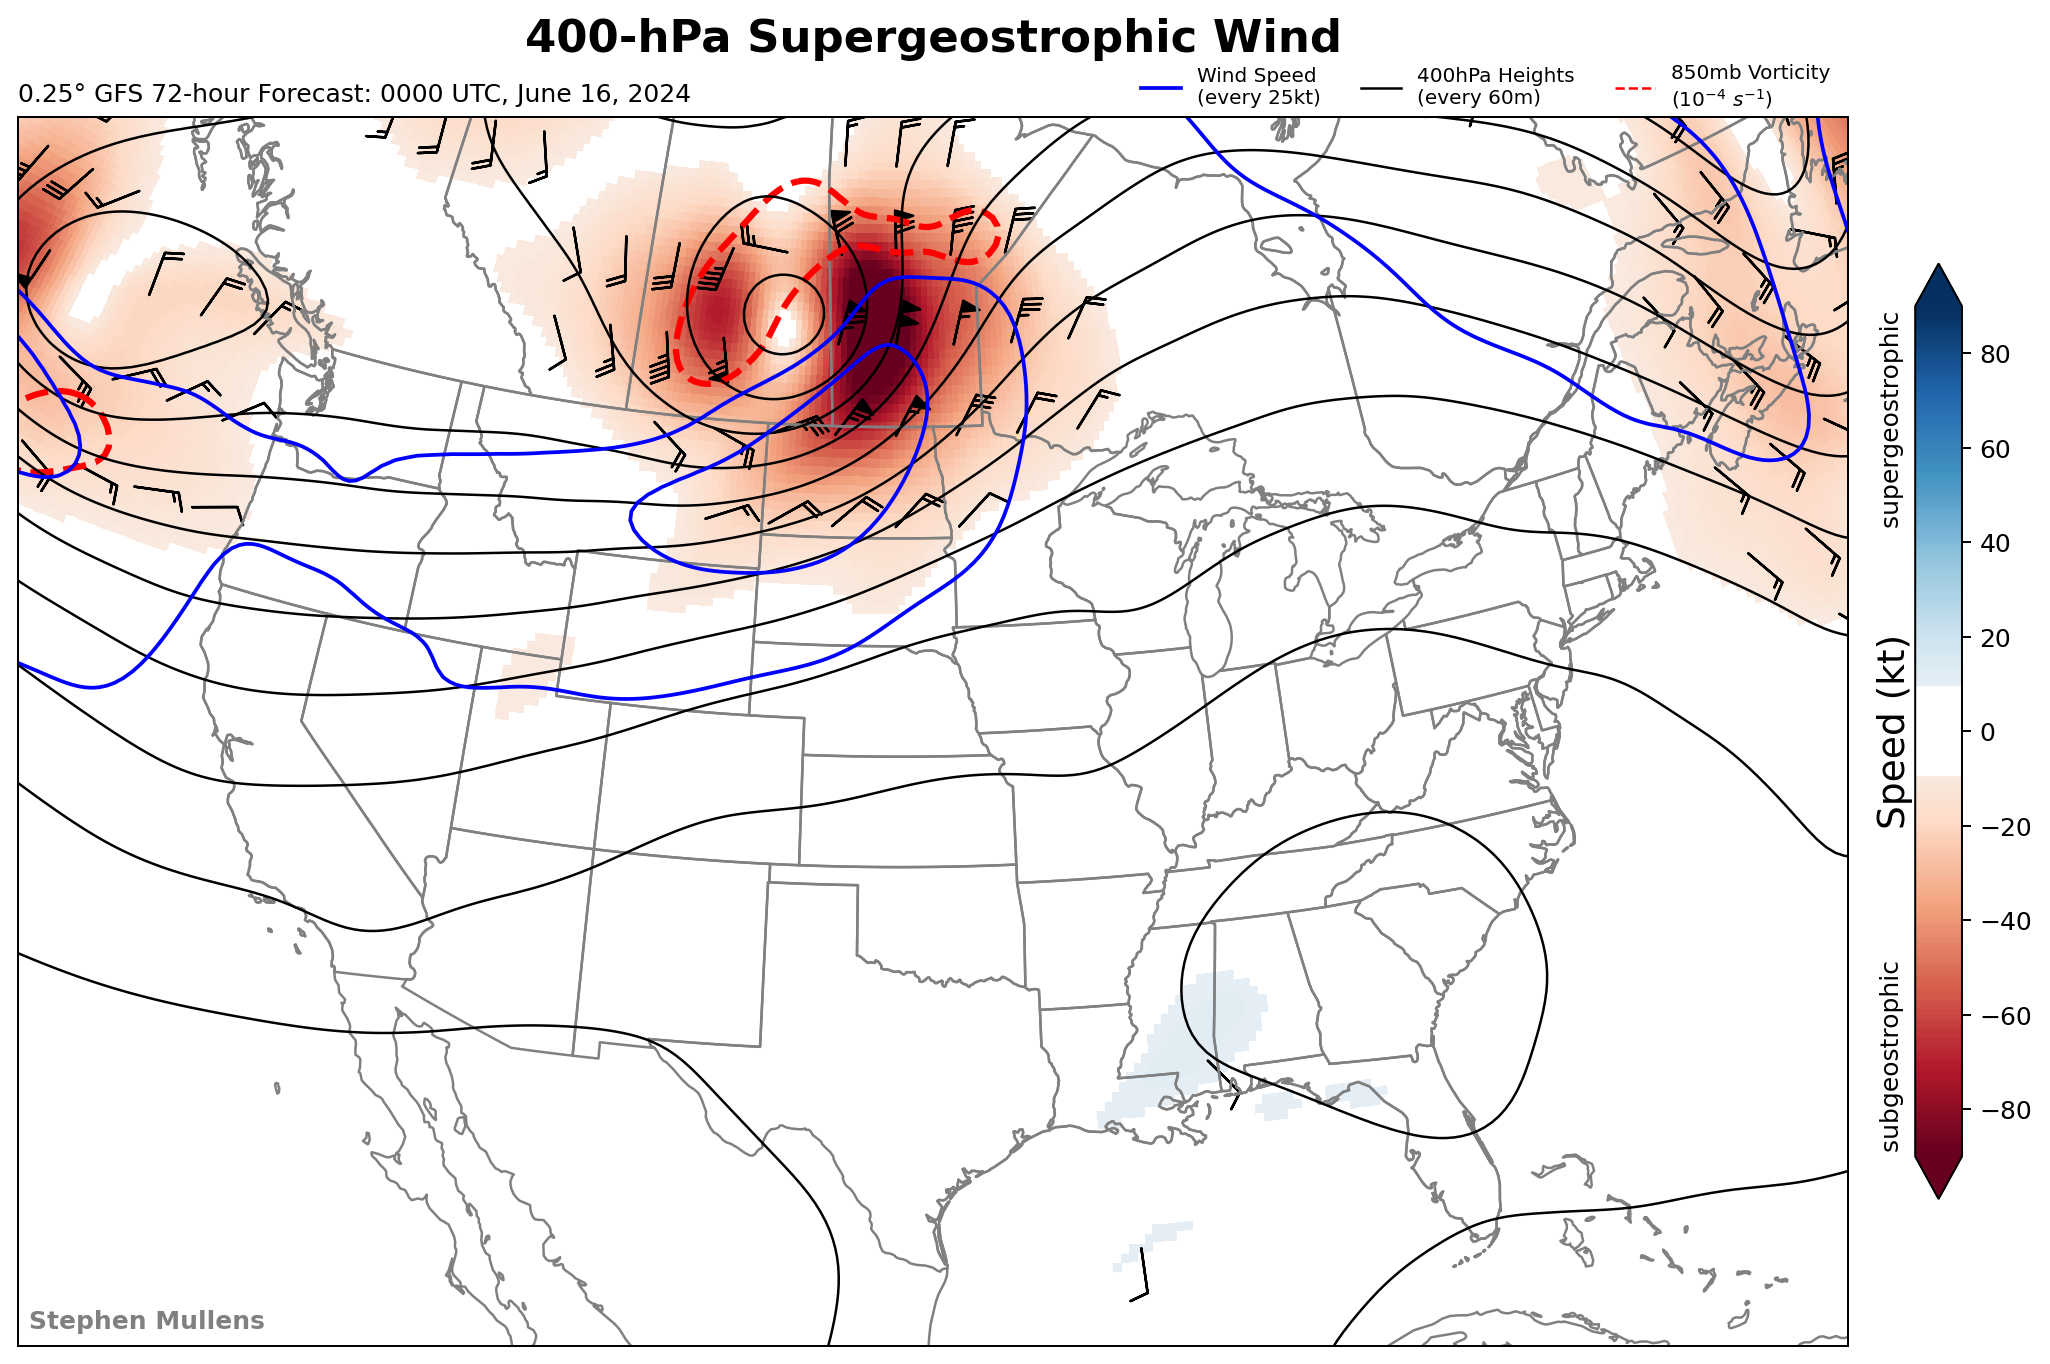 400-hPa Supergeostrophic Wind
0.25° GFS 72-hour Forecast: 0000 UTC, June 16, 2024
Wind Speed
(every 25kt)
400hPa Heights
(every 60m)
850mb Vorticity
(10⁻⁴ s⁻¹)
supergeostrophic
Speed (kt)
subgeostrophic
80
60
40
20
0
−20
−40
−60
−80
Stephen Mullens